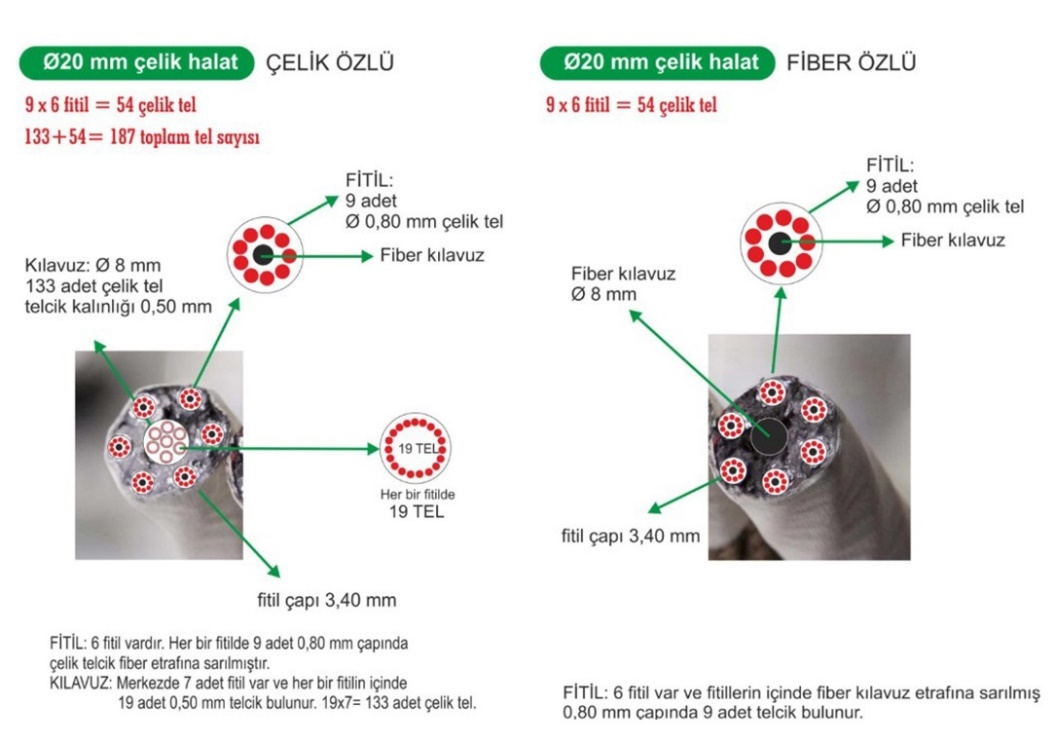 Ø20 mm çelik halat ÇELİK ÖZLÜ
9 x 6 fitil = 54 çelik tel
133+54= 187 toplam tel sayısı
FİTİL:
9 adet
Ø 0,80 mm çelik tel
Fiber kılavuz
Kılavuz: Ø 8 mm
133 adet çelik tel
telcik kalınlığı 0,50 mm
19 TEL
Her bir fitilde
19 TEL
fitil çapı 3,40 mm
FİTİL: 6 fitil vardır. Her bir fitilde 9 adet 0,80 mm çapında
çelik telcik fiber etrafına sarılmıştır.
KILAVUZ: Merkezde 7 adet fitil var ve her bir fitilin içinde
19 adet 0,50 mm telcik bulunur. 19x7= 133 adet çelik tel.
Ø20 mm çelik halat FİBER ÖZLÜ
9 x 6 fitil = 54 çelik tel
FİTİL:
9 adet
Ø 0,80 mm çelik tel
Fiber kılavuz
Fiber kılavuz
Ø 8 mm
fitil çapı 3,40 mm
FİTİL: 6 fitil var ve fitillerin içinde fiber kılavuz etrafına sarılmış
0,80 mm çapında 9 adet telcik bulunur.